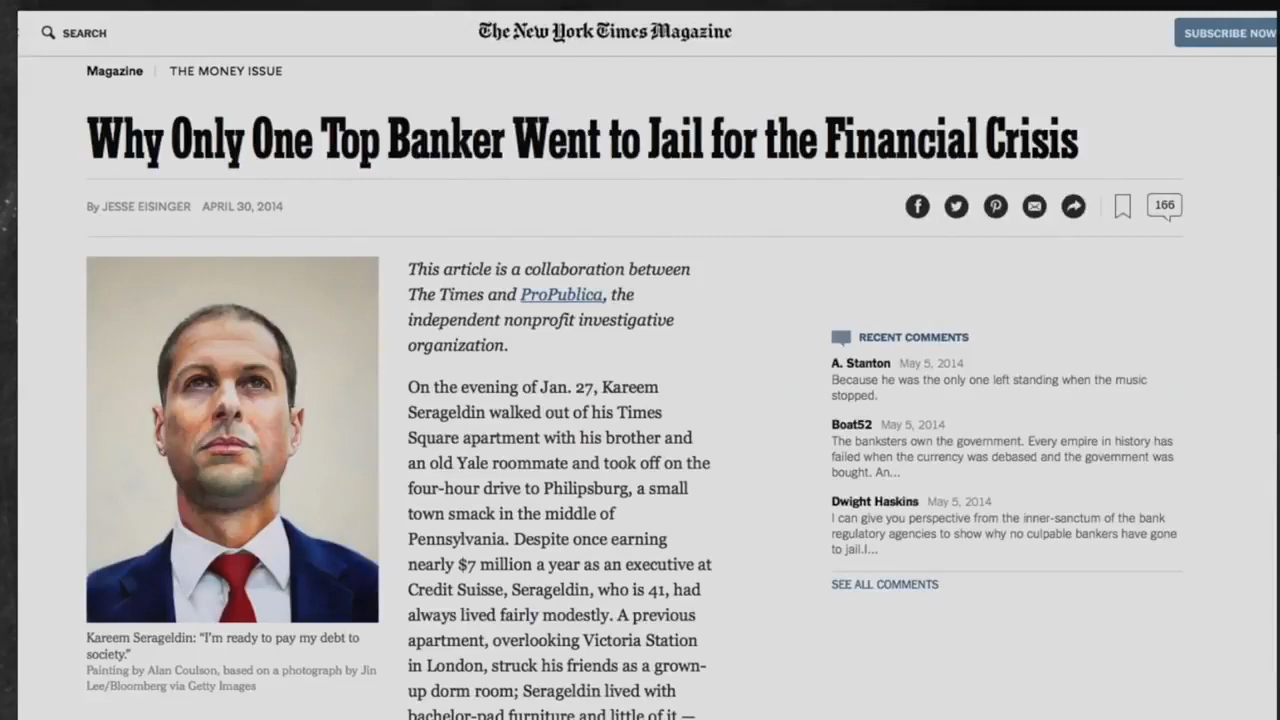 SEARCH
The New York Times Magazine
SUBSCRIBE NOW
Magazine | THE MONEY ISSUE
Why Only One Top Banker Went to Jail for the Financial Crisis
By JESSE EISINGER APRIL 30, 2014
166
This article is a collaboration between
The Times and ProPublica, the
independent nonprofit investigative
organization.
On the evening of Jan. 27, Kareem
Serageldin walked out of his Times
Square apartment with his brother and
an old Yale roommate and took off on the
four-hour drive to Philipsburg, a small
town smack in the middle of
Pennsylvania. Despite once earning
nearly $7 million a year as an executive at
Credit Suisse, Serageldin, who is 41, had
always lived fairly modestly. A previous
apartment, overlooking Victoria Station
in London, struck his friends as a grown-
up dorm room; Serageldin lived with
bachelor-pad furniture and little of it —
Kareem Serageldin: “I'm ready to pay my debt to
society.”
Painting by Alan Coulson, based on a photograph by Jin
Lee/Bloomberg via Getty Images
RECENT COMMENTS
A. Stanton May 5, 2014
Because he was the only one left standing when the music
stopped.
Boat52 May 5, 2014
The banksters own the government. Every empire in history has
failed when the currency was debased and the government was
bought. An...
Dwight Haskins May 5, 2014
I can give you perspective from the inner-sanctum of the bank
regulatory agencies to show why no culpable bankers have gone
to jail.I...
SEE ALL COMMENTS